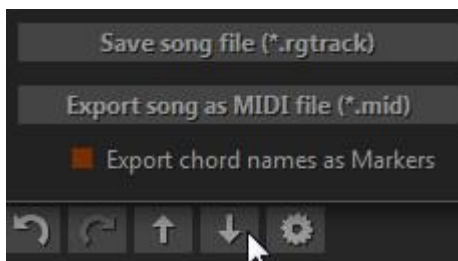 Save song file (*.rgtrack)
Export song as MIDI file (*.mid)
Export chord names as Markers